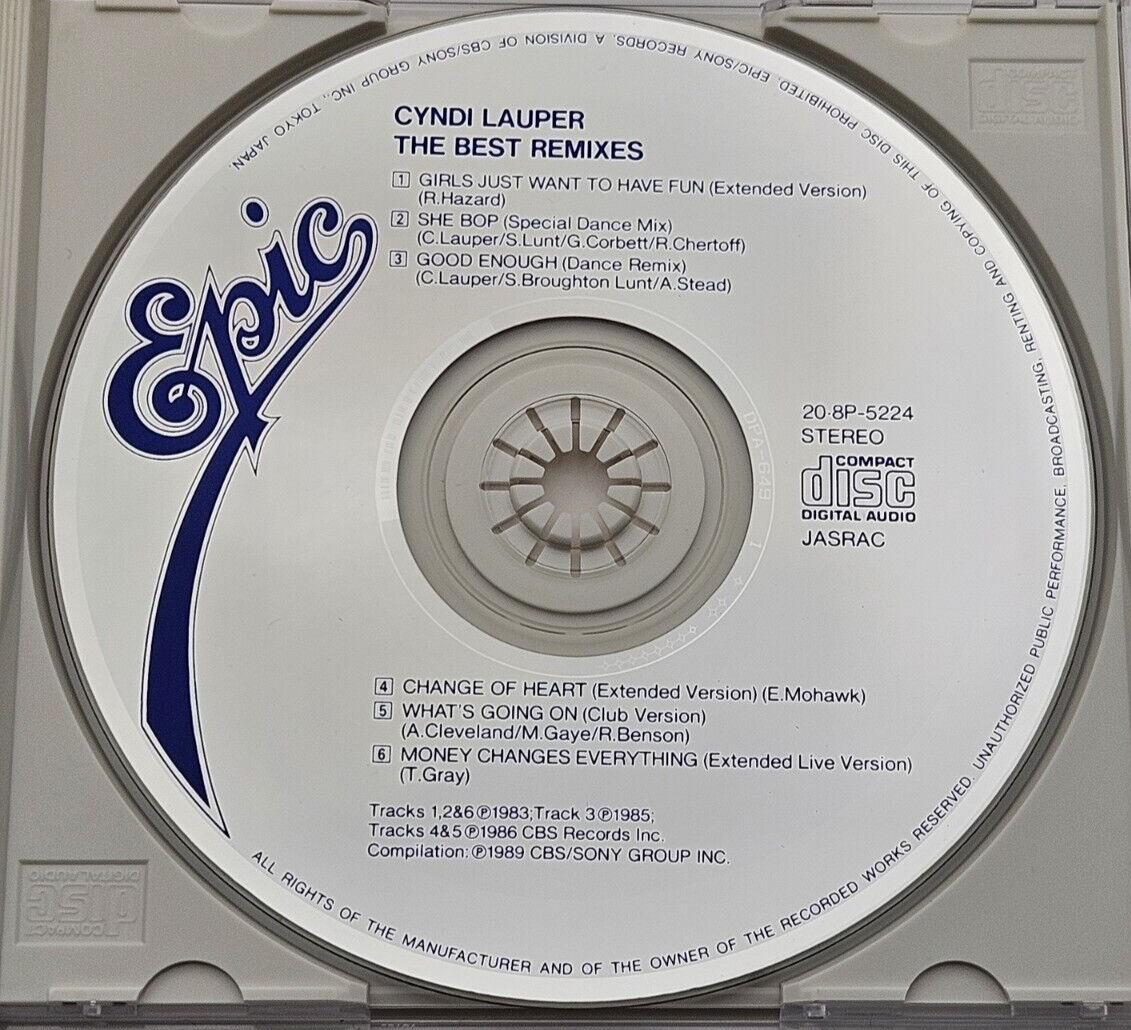 CYNDI LAUPER
THE BEST REMIXES
1 GIRLS JUST WANT TO HAVE FUN (Extended Version)
(R.Hazard)
2 SHE BOP (Special Dance Mix)
(C.Lauper/S.Lunt/G.Corbett/R.Chertoff)
3 GOOD ENOUGH (Dance Remix)
(C.Lauper/S.Broughton Lunt/A.Stead)
Epic
20·8P-5224
STEREO
COMPACT
disc
DIGITAL AUDIO
JASRAC
DPA-649 1
4 CHANGE OF HEART (Extended Version) (E.Mohawk)
5 WHAT'S GOING ON (Club Version)
(A.Cleveland/M.Gaye/R.Benson)
6 MONEY CHANGES EVERYTHING (Extended Live Version)
(T.Gray)
Tracks 1,2&6℗1983;Track 3℗1985;
Tracks 4&5℗1986 CBS Records Inc.
Compilation:℗1989 CBS/SONY GROUP INC.
ALL RIGHTS OF THE MANUFACTURER AND OF THE OWNER OF THE RECORDED WORKS RESERVED. UNAUTHORIZED PUBLIC PERFORMANCE, BROADCASTING, RENTING AND COPYING OF THIS DISC PROHIBITED. EPIC/SONY RECORDS. A DIVISION OF CBS/SONY GROUP INC., TOKYO JAPAN.
COMPACT
disc
DIGITAL AUDIO
COMPACT
disc
DIGITAL AUDIO